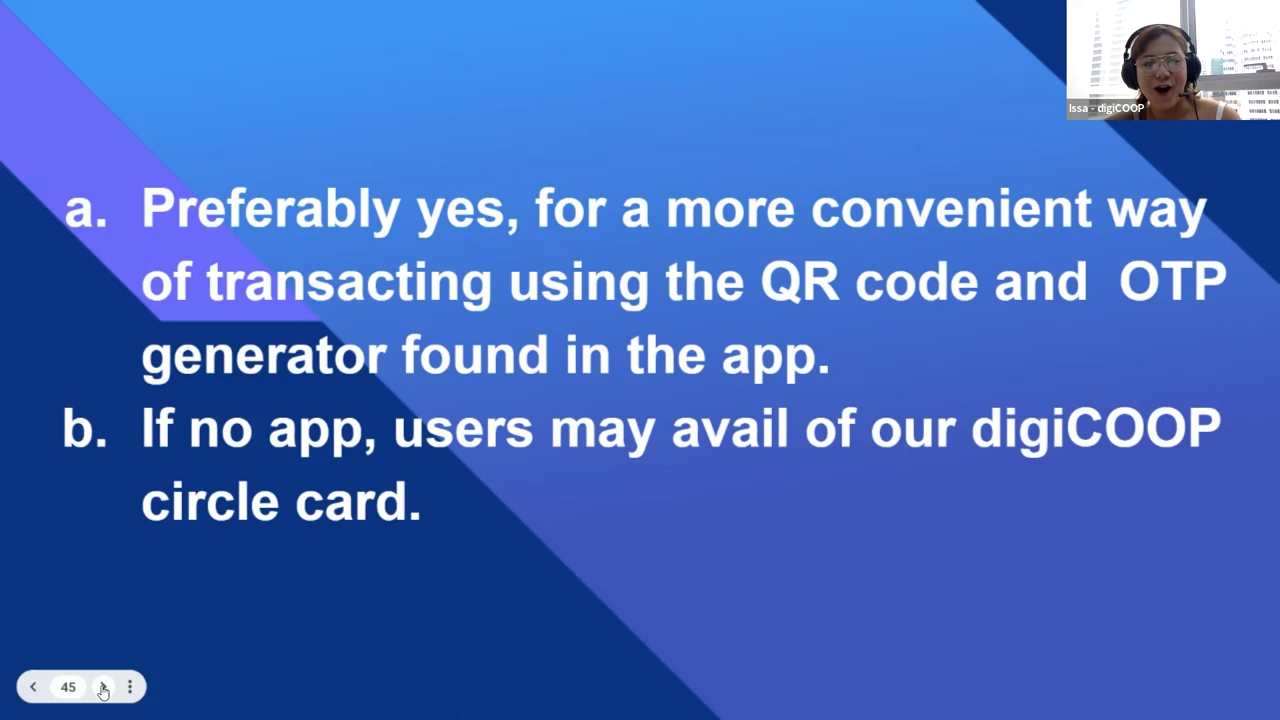 Issa - digiCOOP
a. Preferably yes, for a more convenient way
of transacting using the QR code and OTP
generator found in the app.
b. If no app, users may avail of our digiCOOP
circle card.
45